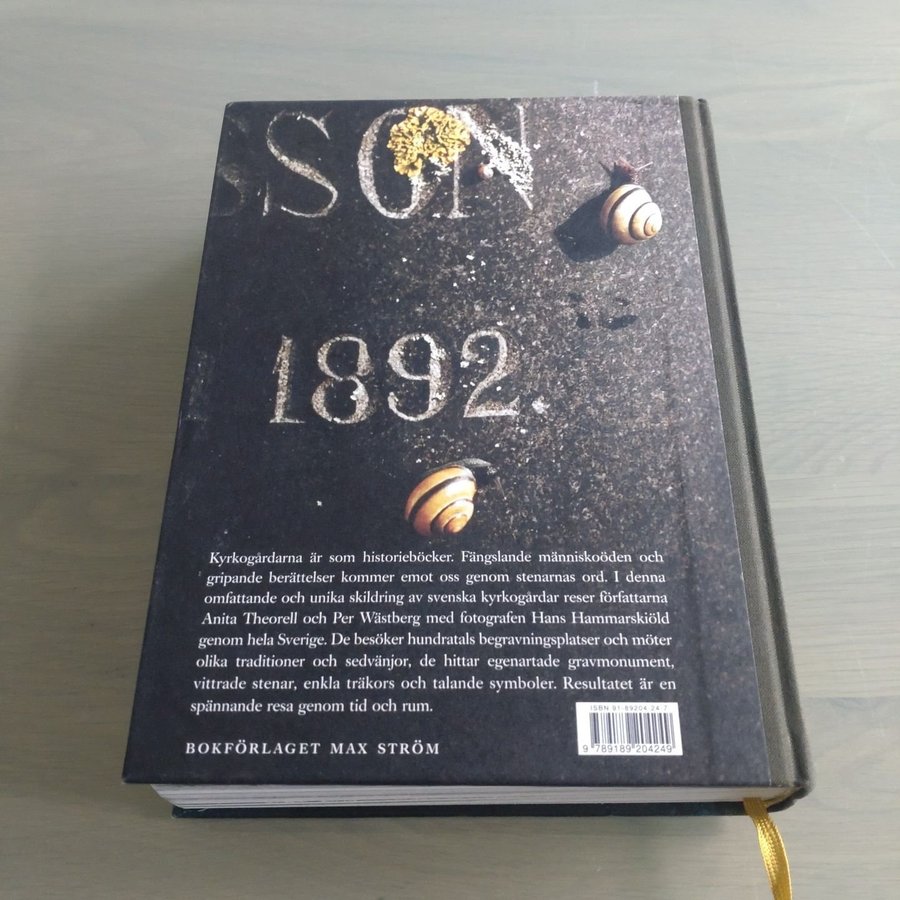 SSON
1892.
Kyrkogårdarna är som historieböcker. Fängslande människoöden och
gripande berättelser kommer emot oss genom stenarnas ord. I denna
omfattande och unika skildring av svenska kyrkogårdar reser författarna
Anita Theorell och Per Wästberg med fotografen Hans Hammarskiöld
genom hela Sverige. De besöker hundratals begravningsplatser och möter
olika traditioner och sedvänjor, de hittar egenartade gravmonument,
vittrade stenar, enkla träkors och talande symboler. Resultatet är en
spännande resa genom tid och rum.
ISBN 91-89204-24-7
9 789189 204249
BOKFÖRLAGET MAX STRÖM